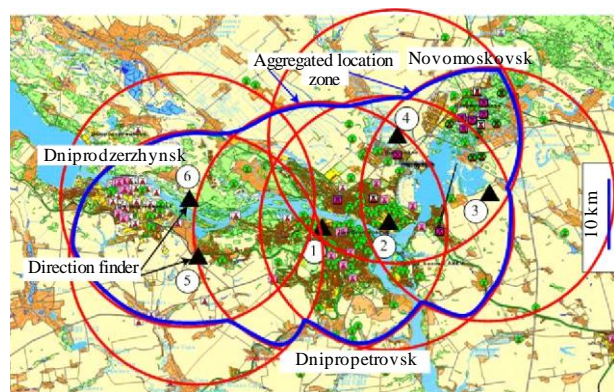 Aggregated location
zone
Novomoskovsk
4
Dniprodzerzhynsk
6
3
10 km
1
2
Direction finder
5
Dnipropetrovsk